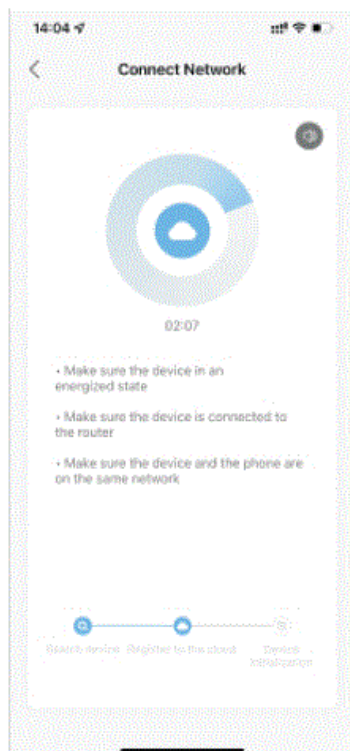 14:04
Connect Network
02:07
• Make sure the device in an
energized state
• Make sure the device is connected to
the router
• Make sure the device and the phone are
on the same network
Search device Register to the cloud Device
initialization